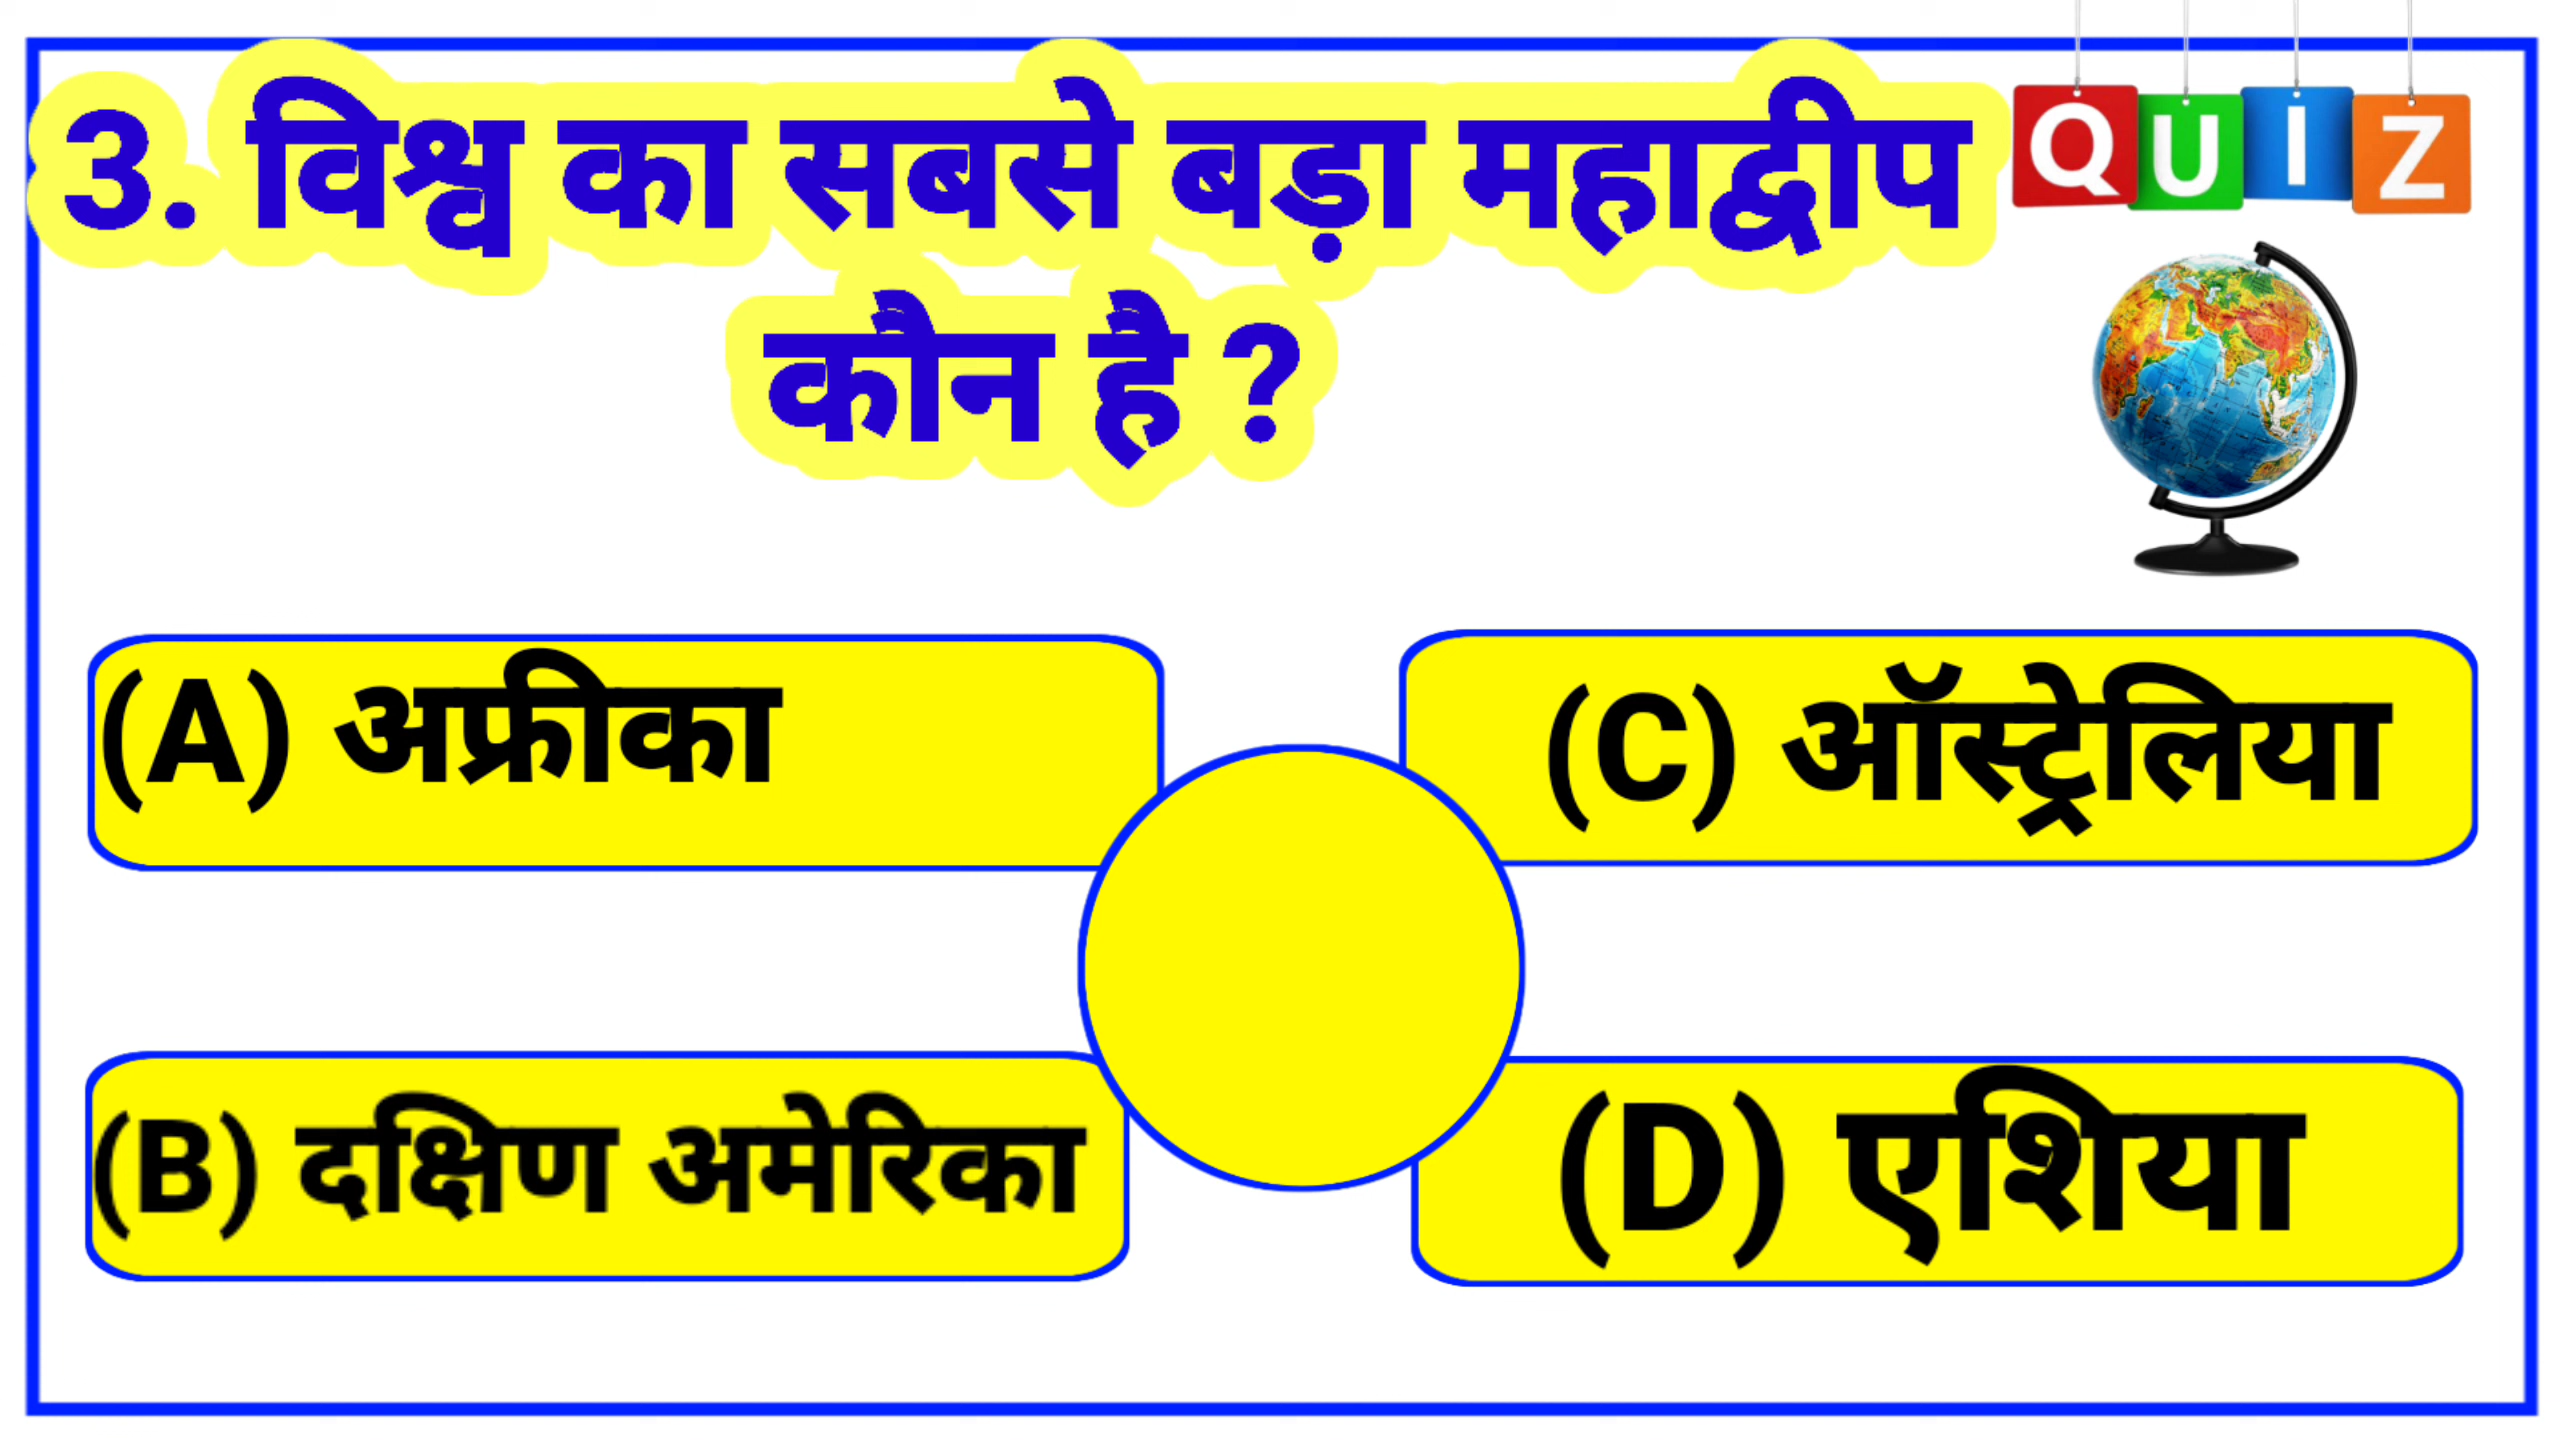 3. विश्व का सबसे बड़ा महाद्वीप
कौन है ?
QUIZ
(A) अफ्रीका
(C) ऑस्ट्रेलिया
(B) दक्षिण अमेरिका
(D) एशिया